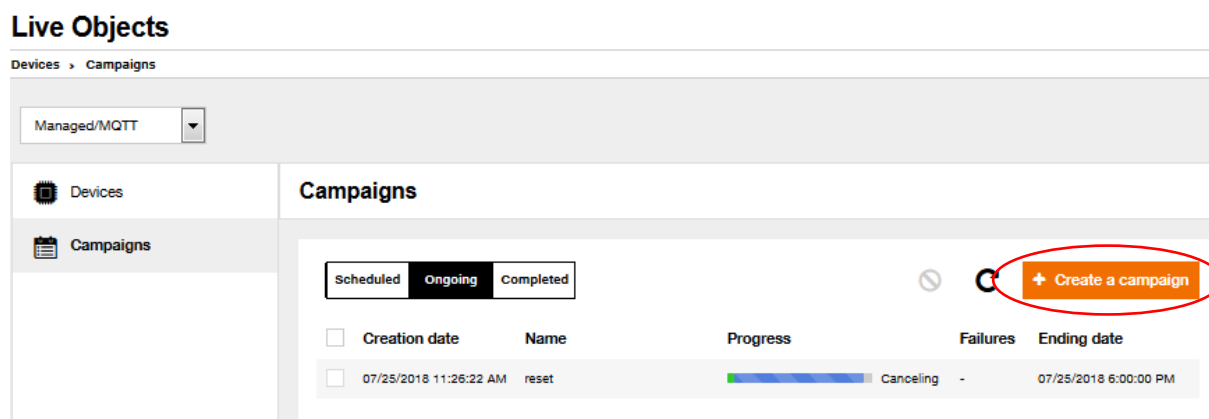 Live Objects
Devices › Campaigns
Managed/MQTT
Devices
Campaigns
Campaigns
Scheduled Ongoing Completed + Create a campaign
Creation date Name Progress Failures Ending date
07/25/2018 11:26:22 AM reset Canceling - 07/25/2018 6:00:00 PM